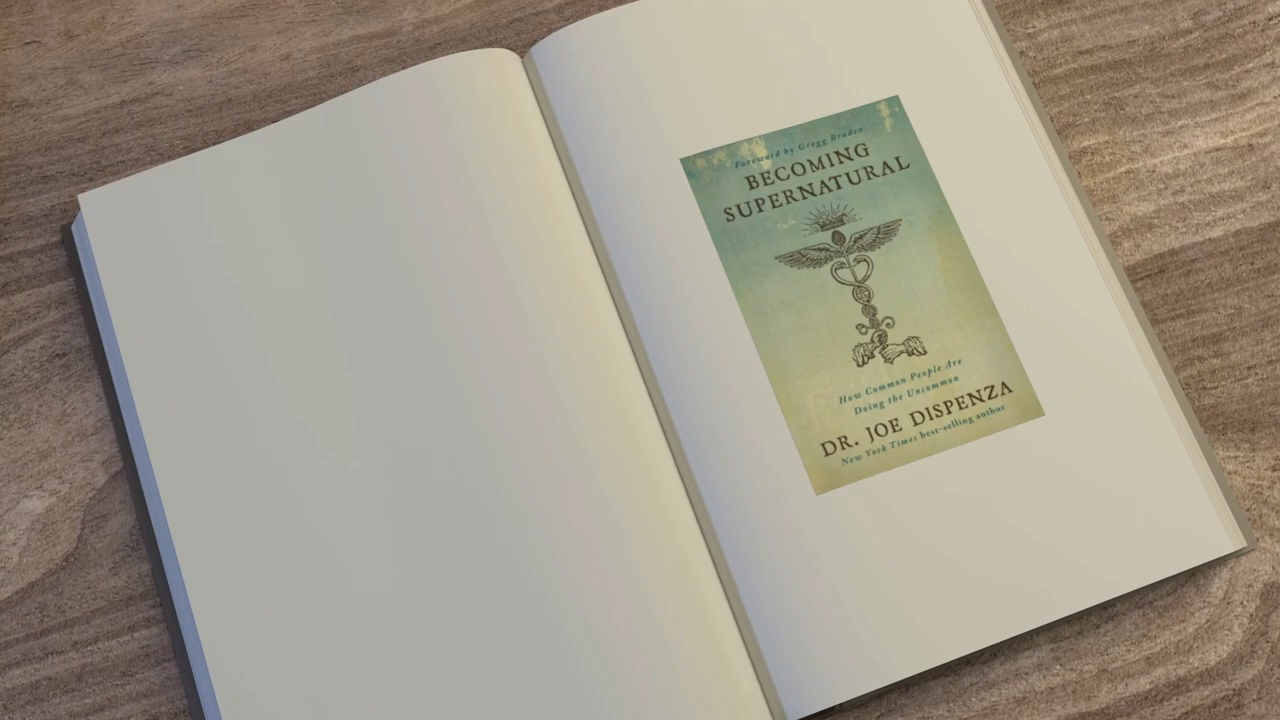 Foreword by Gregg Braden
BECOMING
SUPERNATURAL
How Common People Are
Doing the Uncommon
DR. JOE DISPENZA
New York Times best-selling author